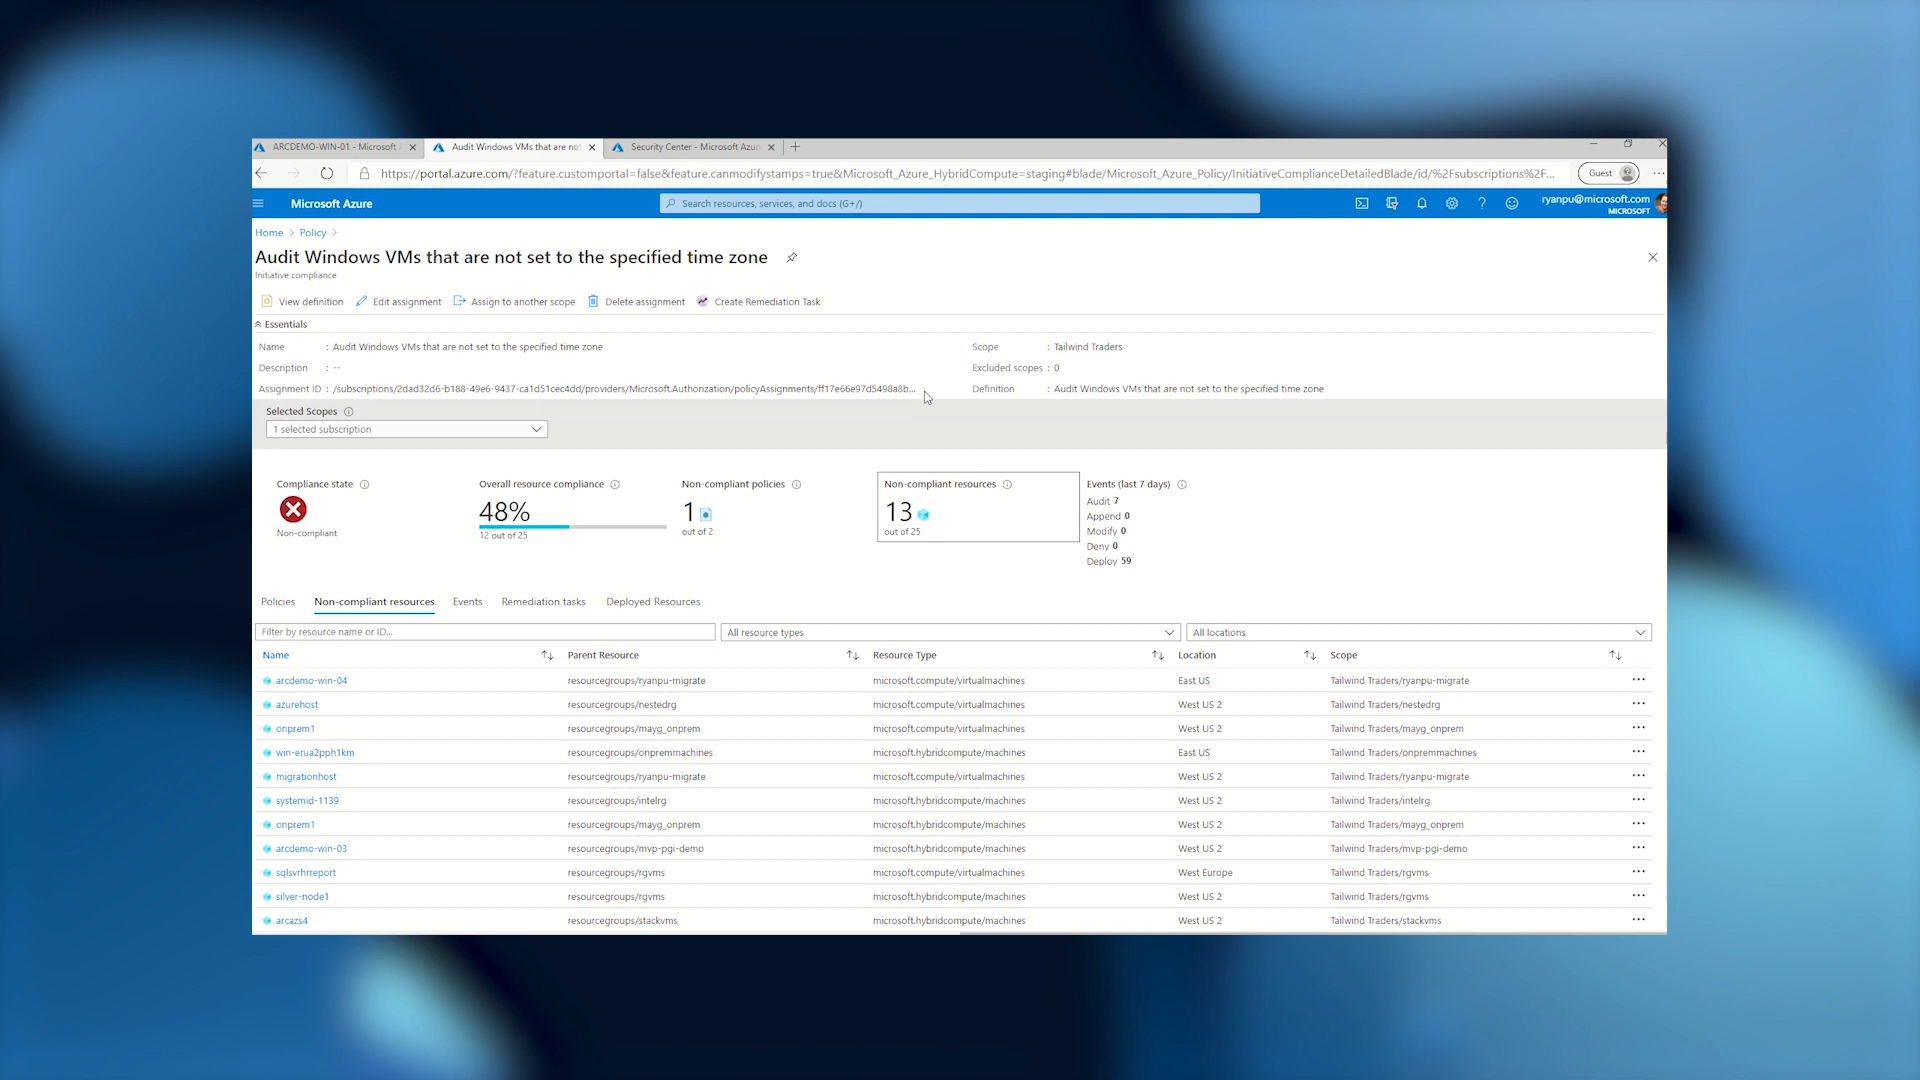 ARCDEMO-WIN-01 - Microsoft
Audit Windows VMs that are not
Security Center - Microsoft Azur
https://portal.azure.com/?feature.customportal=false&feature.canmodifystamps=true&Microsoft_Azure_HybridCompute=staging#blade/Microsoft_Azure_Policy/InitiativeComplianceDetailedBlade/id/%2Fsubscriptions%2F...
Guest
Microsoft Azure
Search resources, services, and docs (G+/)
ryanpu@microsoft.com
MICROSOFT
Home > Policy >
Audit Windows VMs that are not set to the specified time zone
Initiative compliance
View definition Edit assignment Assign to another scope Delete assignment Create Remediation Task
Essentials
Name : Audit Windows VMs that are not set to the specified time zone
Scope : Tailwind Traders
Description : --
Excluded scopes : 0
Assignment ID : /subscriptions/2dad32d6-b188-49e6-9437-ca1d51cec4dd/providers/Microsoft.Authorization/policyAssignments/ff17e66e97d5498a8b...
Definition : Audit Windows VMs that are not set to the specified time zone
Selected Scopes
1 selected subscription
Compliance state
Non-compliant
Overall resource compliance
48%
12 out of 25
Non-compliant policies
1
out of 2
Non-compliant resources
13
out of 25
Events (last 7 days)
Audit 7
Append 0
Modify 0
Deny 0
Deploy 59
Policies Non-compliant resources Events Remediation tasks Deployed Resources
Filter by resource name or ID... All resource types All locations
Name Parent Resource Resource Type Location Scope
arcdemo-win-04 resourcegroups/ryanpu-migrate microsoft.compute/virtualmachines East US Tailwind Traders/ryanpu-migrate ...
azurehost resourcegroups/nestedrg microsoft.compute/virtualmachines West US 2 Tailwind Traders/nestedrg ...
onprem1 resourcegroups/mayg_onprem microsoft.compute/virtualmachines West US 2 Tailwind Traders/mayg_onprem ...
win-erua2pph1km resourcegroups/onpremmachines microsoft.hybridcompute/machines East US Tailwind Traders/onpremmachines ...
migrationhost resourcegroups/ryanpu-migrate microsoft.compute/virtualmachines West US 2 Tailwind Traders/ryanpu-migrate ...
systemid-1139 resourcegroups/intelrg microsoft.hybridcompute/machines West US 2 Tailwind Traders/intelrg ...
onprem1 resourcegroups/mayg_onprem microsoft.hybridcompute/machines West US 2 Tailwind Traders/mayg_onprem ...
arcdemo-win-03 resourcegroups/mvp-pgi-demo microsoft.hybridcompute/machines West US 2 Tailwind Traders/mvp-pgi-demo ...
sqlsvrhrreport resourcegroups/rgvms microsoft.compute/virtualmachines West Europe Tailwind Traders/rgvms ...
silver-node1 resourcegroups/rgvms microsoft.hybridcompute/machines West US 2 Tailwind Traders/rgvms ...
arcazs4 resourcegroups/stackvms microsoft.hybridcompute/machines West US 2 Tailwind Traders/stackvms ...